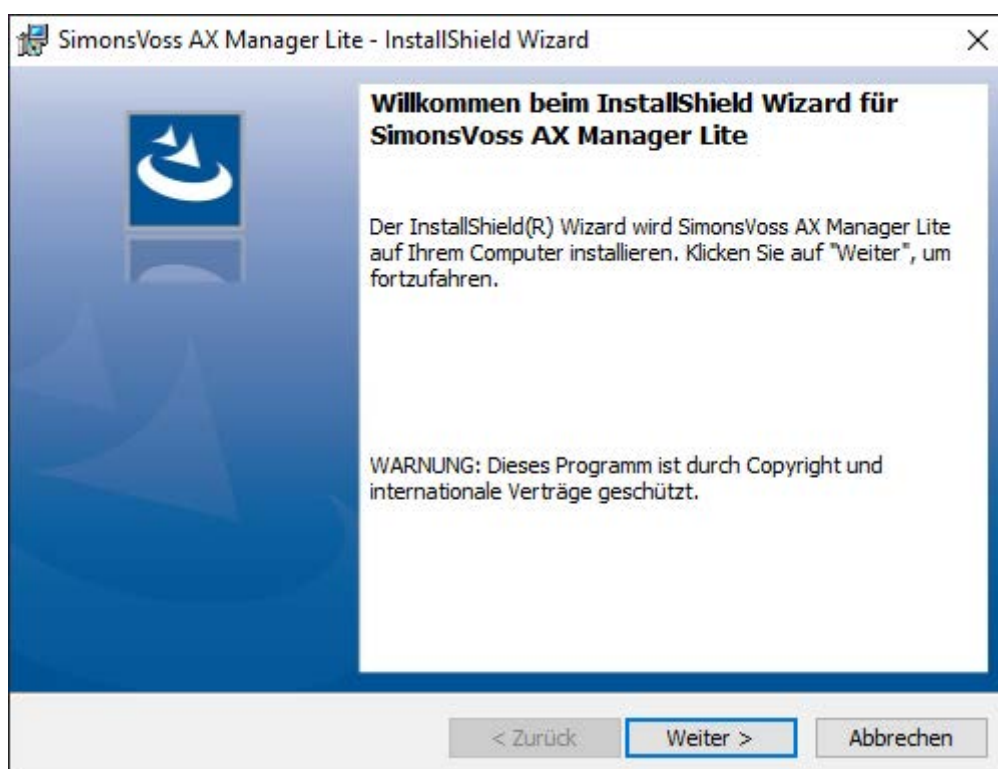 SimonsVoss AX Manager Lite - InstallShield Wizard
Willkommen beim InstallShield Wizard für
SimonsVoss AX Manager Lite
Der InstallShield(R) Wizard wird SimonsVoss AX Manager Lite
auf Ihrem Computer installieren. Klicken Sie auf "Weiter", um
fortzufahren.
WARNUNG: Dieses Programm ist durch Copyright und
internationale Verträge geschützt.
< Zurück
Weiter >
Abbrechen